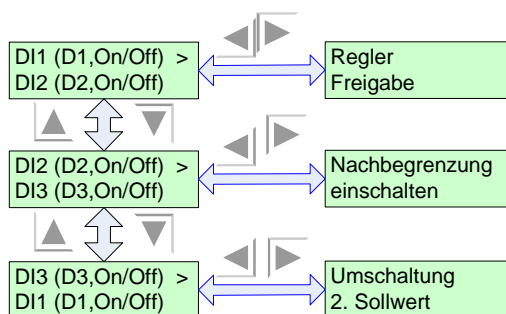 DI1 (D1,On/Off) >
DI2 (D2,On/Off)
Regler
Freigabe
DI2 (D2,On/Off) >
DI3 (D3,On/Off)
Nachbegrenzung
einschalten
DI3 (D3,On/Off) >
DI1 (D1,On/Off)
Umschaltung
2. Sollwert